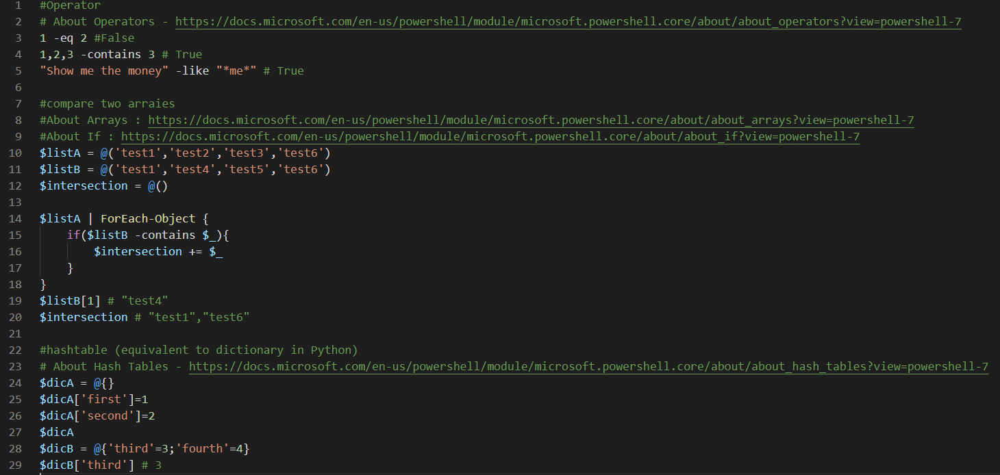 1 #Operator
2 # About Operators - https://docs.microsoft.com/en-us/powershell/module/microsoft.powershell.core/about/about_operators?view=powershell-7
3 1 -eq 2 #False
4 1,2,3 -contains 3 # True
5 "Show me the money" -like "*me*" # True
6
7 #compare two arraies
8 #About Arrays : https://docs.microsoft.com/en-us/powershell/module/microsoft.powershell.core/about/about_arrays?view=powershell-7
9 #About If : https://docs.microsoft.com/en-us/powershell/module/microsoft.powershell.core/about/about_if?view=powershell-7
10 $listA = @('test1','test2','test3','test6')
11 $listB = @('test1','test4','test5','test6')
12 $intersection = @()
13
14 $listA | ForEach-Object {
15     if($listB -contains $_){
16         $intersection += $_
17     }
18 }
19 $listB[1] # "test4"
20 $intersection # "test1","test6"
21
22 #hashtable (equivalent to dictionary in Python)
23 # About Hash Tables - https://docs.microsoft.com/en-us/powershell/module/microsoft.powershell.core/about/about_hash_tables?view=powershell-7
24 $dicA = @{}
25 $dicA['first']=1
26 $dicA['second']=2
27 $dicA
28 $dicB = @{'third'=3;'fourth'=4}
29 $dicB['third'] # 3